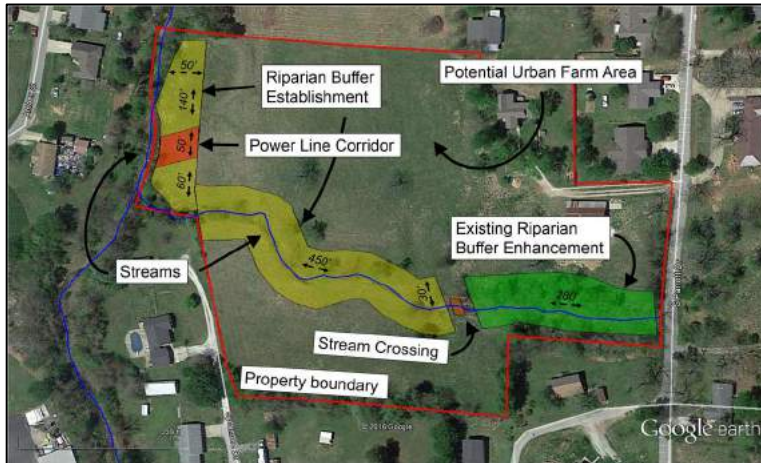 50'
140'
Riparian Buffer
Establishment
Potential Urban Farm Area
50'
Power Line Corridor
60'
Streams
450'
30'
Existing Riparian
Buffer Enhancement
280'
Stream Crossing
Property boundary
© 2016 Google
Google earth